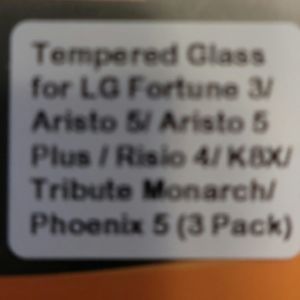 Tempered Glass
for LG Fortune 3/
Aristo 5/ Aristo 5
Plus / Risio 4/ K8X/
Tribute Monarch/
Phoenix 5 (3 Pack)